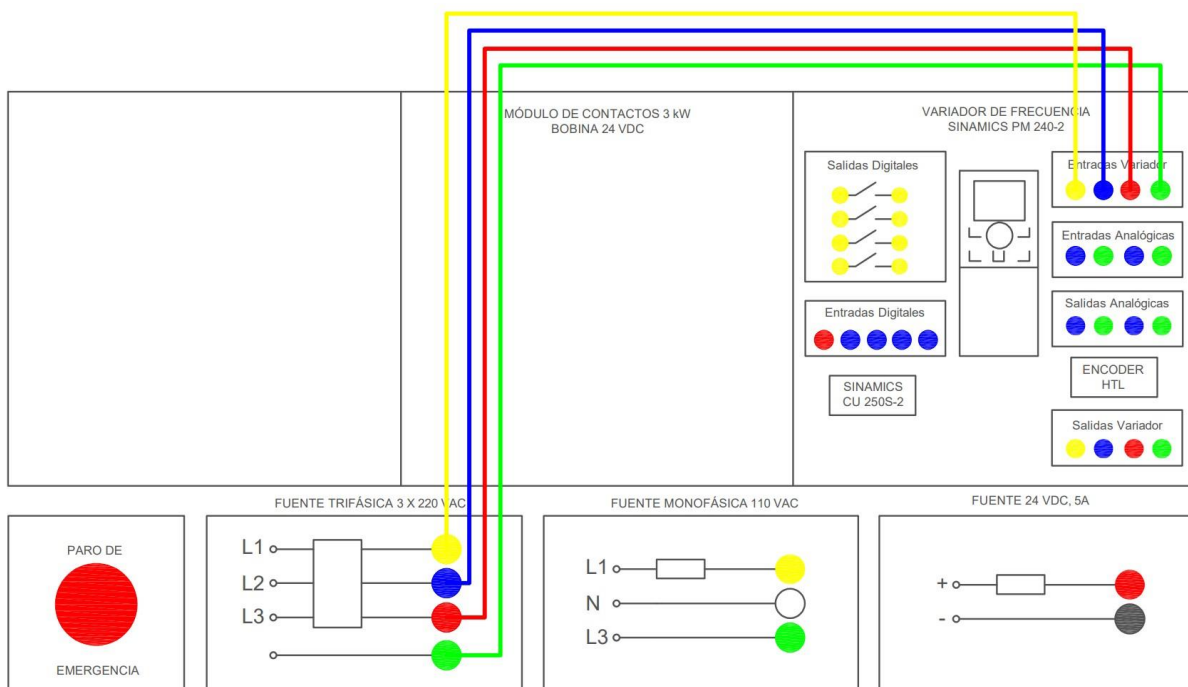 MÓDULO DE CONTACTOS 3 kW
BOBINA 24 VDC
VARIADOR DE FRECUENCIA
SINAMICS PM 240-2
Salidas Digitales
Entradas Variador
Entradas Analógicas
Salidas Analógicas
Entradas Digitales
ENCODER
HTL
SINAMICS
CU 250S-2
Salidas Variador
FUENTE TRIFÁSICA 3 X 220 VAC
FUENTE MONOFÁSICA 110 VAC
FUENTE 24 VDC, 5A
PARO DE
EMERGENCIA
L1
L2
L3
L1
N
L3
+
-